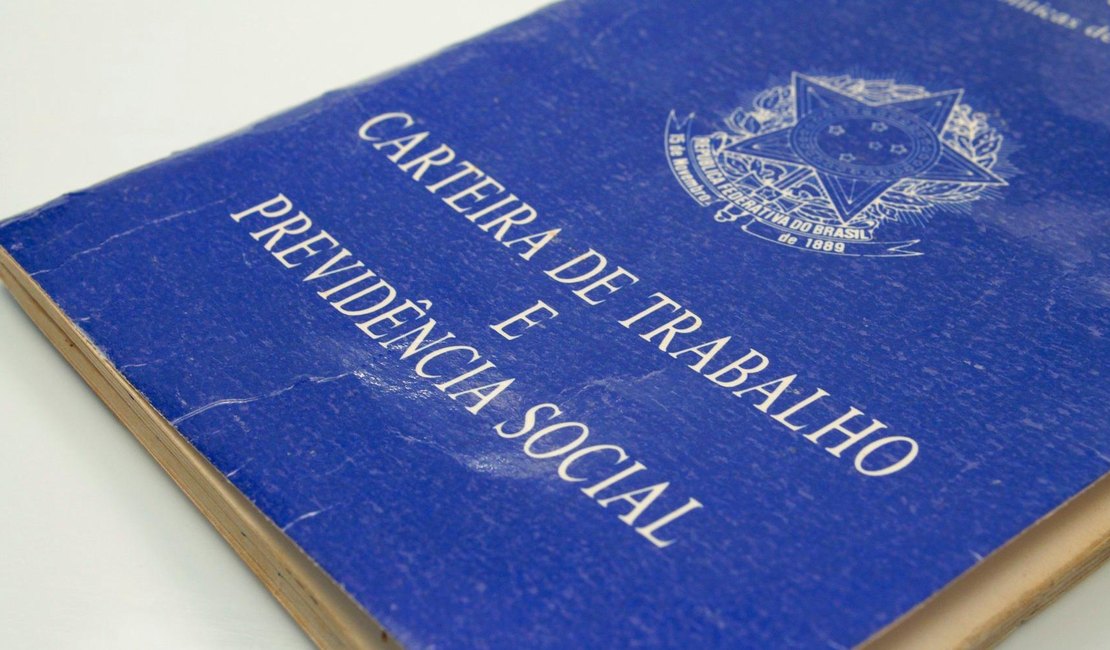 15 de Novembro
REPÚBLICA FEDERATIVA DO BRASIL
de 1889
CARTEIRA DE TRABALHO
E
PREVIDÊNCIA SOCIAL